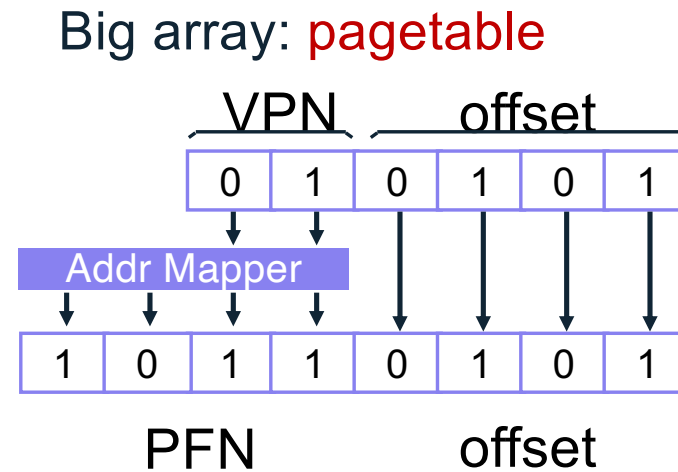 Big array: pagetable
VPN offset
0 1 0 1 0 1
Addr Mapper
1 0 1 1 0 1 0 1
PFN offset